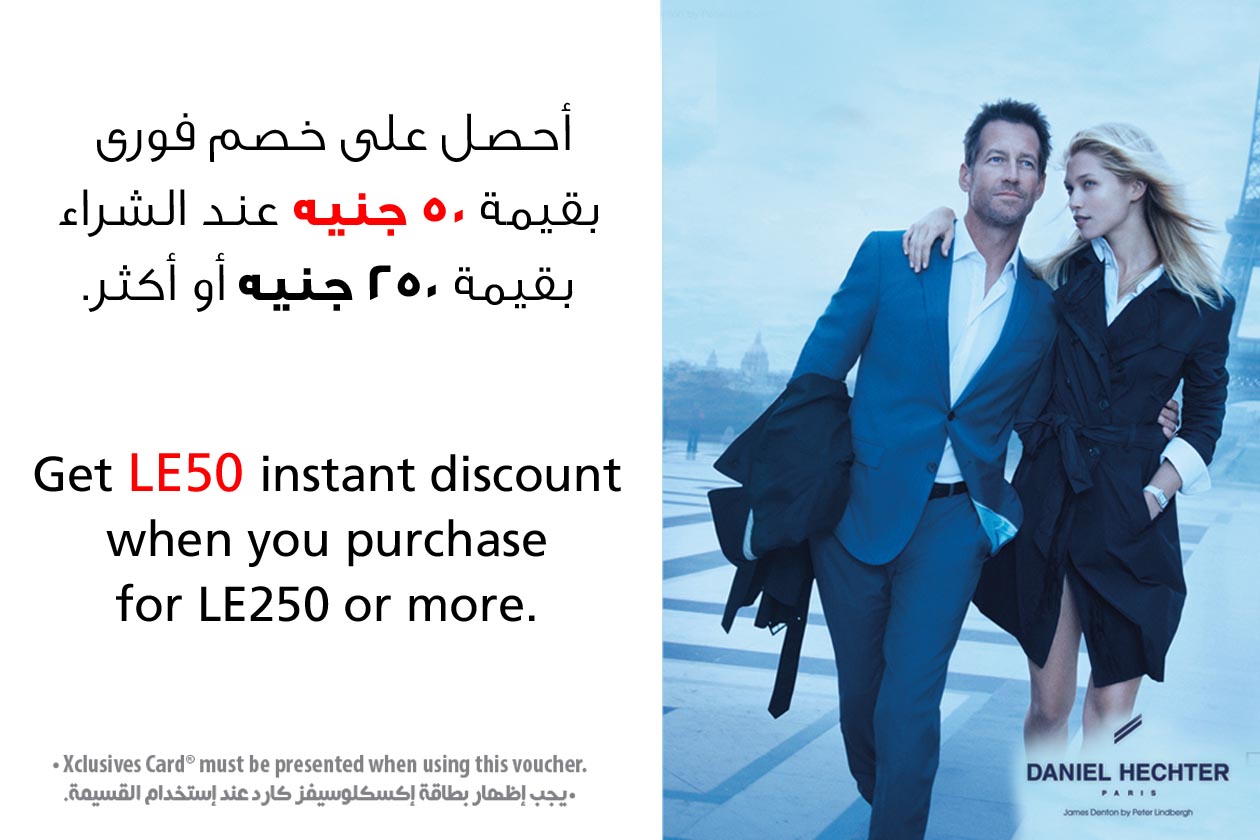 أحصل على خصم فورى
بقيمة ٥٠ جنيه عند الشراء
بقيمة ٢٥٠ جنيه أو أكثر.
Get LE50 instant discount
when you purchase
for LE250 or more.
• Xclusives Card® must be presented when using this voucher.
• يجب إظهار بطاقة إكسكلوسيفز كارد عند إستخدام القسيمة.
DANIEL HECHTER
PARIS
James Denton by Peter Lindbergh